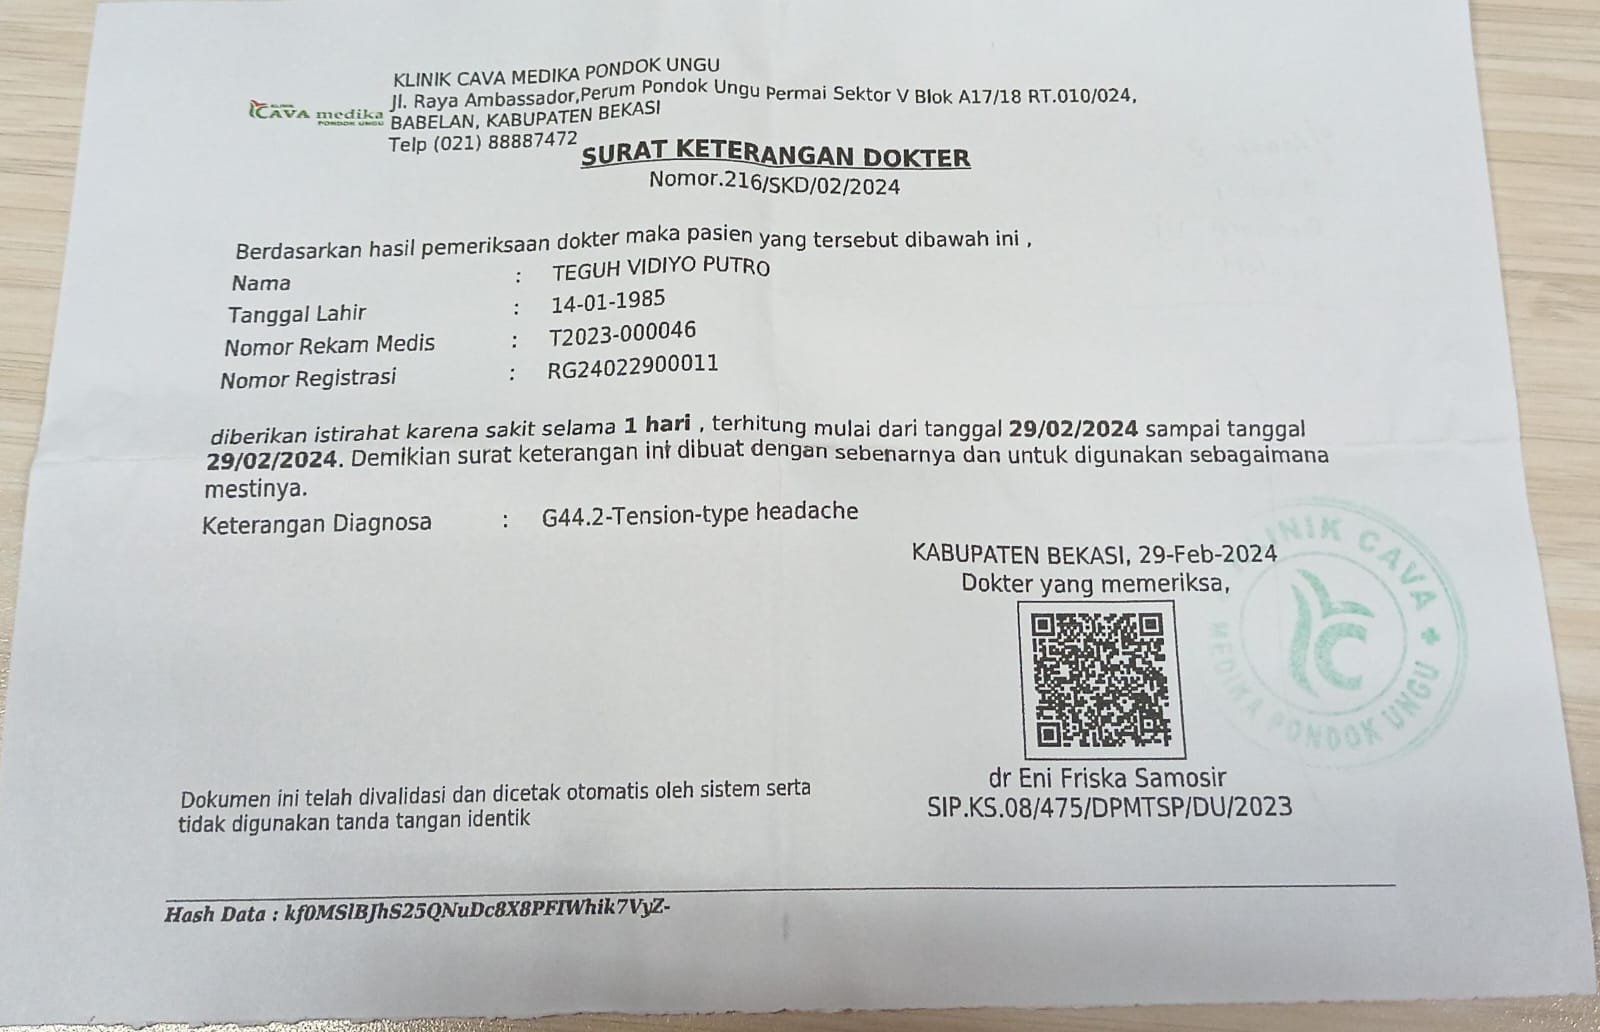 KLINIK CAVA MEDIKA PONDOK UNGU
Jl. Raya Ambassador,Perum Pondok Ungu Permai Sektor V Blok A17/18 RT.010/024,
BABELAN, KABUPATEN BEKASI
Telp (021) 88887472
KLINIK
CAVA medika
PONDOK UNGU
SURAT KETERANGAN DOKTER
Nomor.216/SKD/02/2024
Berdasarkan hasil pemeriksaan dokter maka pasien yang tersebut dibawah ini ,
Nama : TEGUH VIDIYO PUTRO
Tanggal Lahir : 14-01-1985
Nomor Rekam Medis : T2023-000046
Nomor Registrasi : RG24022900011
diberikan istirahat karena sakit selama 1 hari , terhitung mulai dari tanggal 29/02/2024 sampai tanggal
29/02/2024. Demikian surat keterangan ini dibuat dengan sebenarnya dan untuk digunakan sebagaimana
mestinya.
Keterangan Diagnosa : G44.2-Tension-type headache
KABUPATEN BEKASI, 29-Feb-2024
Dokter yang memeriksa,
KLINIK CAVA
MEDIKA PONDOK UNGU
dr Eni Friska Samosir
SIP.KS.08/475/DPMTSP/DU/2023
Dokumen ini telah divalidasi dan dicetak otomatis oleh sistem serta
tidak digunakan tanda tangan identik
Hash Data : kf0MSlBJhS25QNuDc8X8PFIWhik7VyZ-